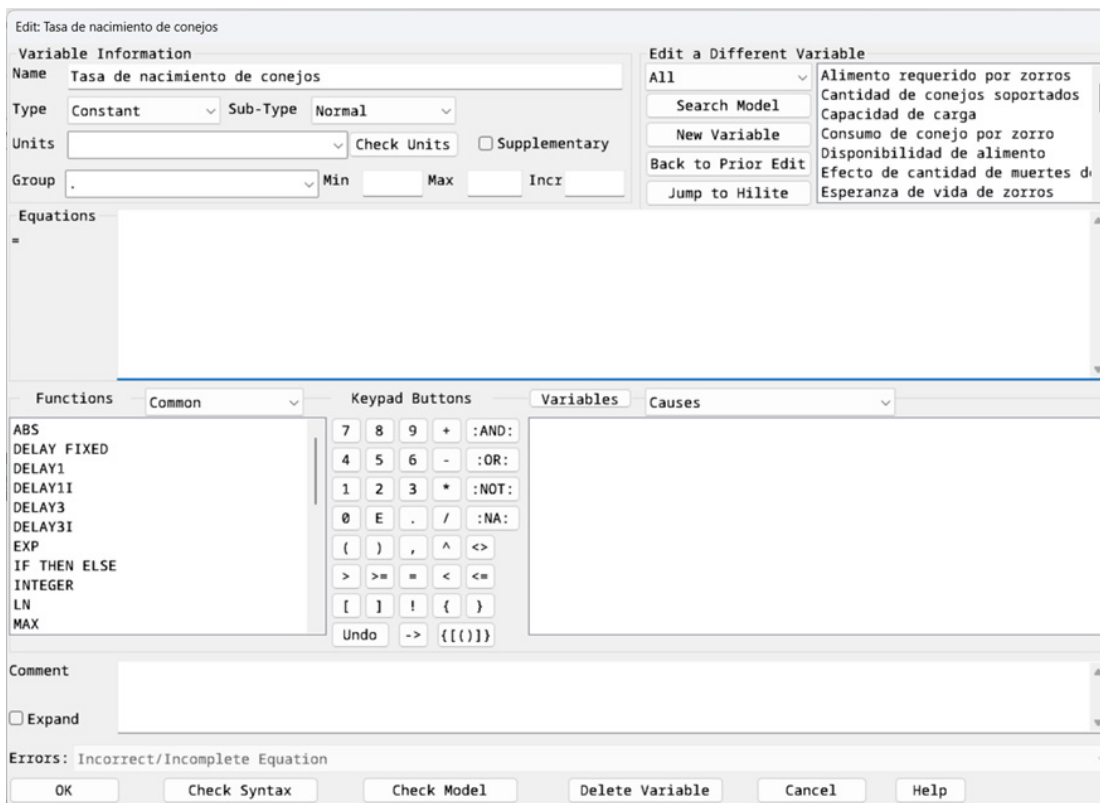 Edit: Tasa de nacimiento de conejos
Variable Information
Name Tasa de nacimiento de conejos
Type Constant Sub-Type Normal
Units Check Units Supplementary
Group . Min Max Incr
Edit a Different Variable
All
Search Model
New Variable
Back to Prior Edit
Jump to Hilite
Alimento requerido por zorros
Cantidad de conejos soportados
Capacidad de carga
Consumo de conejo por zorro
Disponibilidad de alimento
Efecto de cantidad de muertes de
Esperanza de vida de zorros
Equations
=
Functions Common
ABS
DELAY FIXED
DELAY1
DELAY1I
DELAY3
DELAY3I
EXP
IF THEN ELSE
INTEGER
LN
MAX
Keypad Buttons
7 8 9 + :AND:
4 5 6 - :OR:
1 2 3 * :NOT:
0 E . / :NA:
( ) , ^ <>
> >= = < <=
[ ] ! { }
Undo -> {[()]}
Variables Causes
Comment
Expand
Errors: Incorrect/Incomplete Equation
OK Check Syntax Check Model Delete Variable Cancel Help